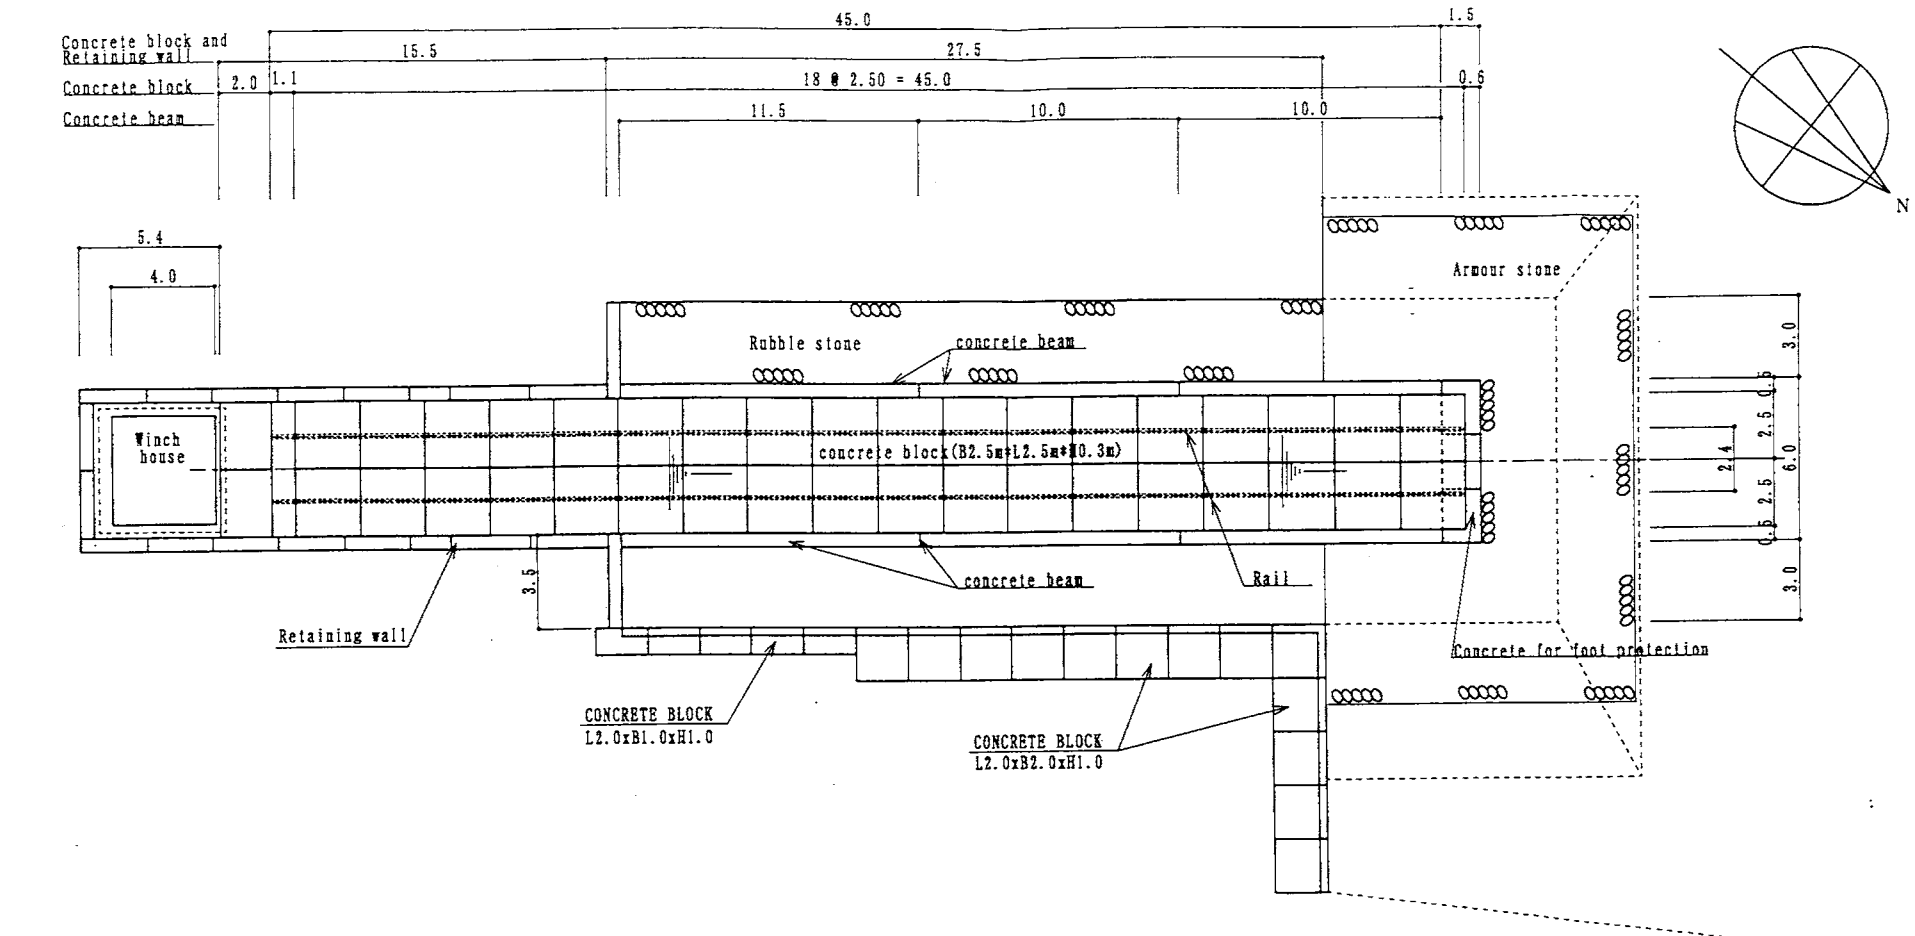 45.0
1.5
Concrete block and
Retaining wall
15.5
27.5
Concrete block
2.0
1.1
18 @ 2.50 = 45.0
0.6
Concrete beam
11.5
10.0
10.0
N
5.4
4.0
Armour stone
Rubble stone
concrete beam
3.0
0.5
2.5
2.4
6.0
2.5
0.5
3.0
Winch
house
concrete block(B2.5m*L2.5m*H0.3m)
3.5
concrete beam
Rail
Retaining wall
Concrete for foot protection
CONCRETE BLOCK
L2.0xB1.0xH1.0
CONCRETE BLOCK
L2.0xB2.0xH1.0